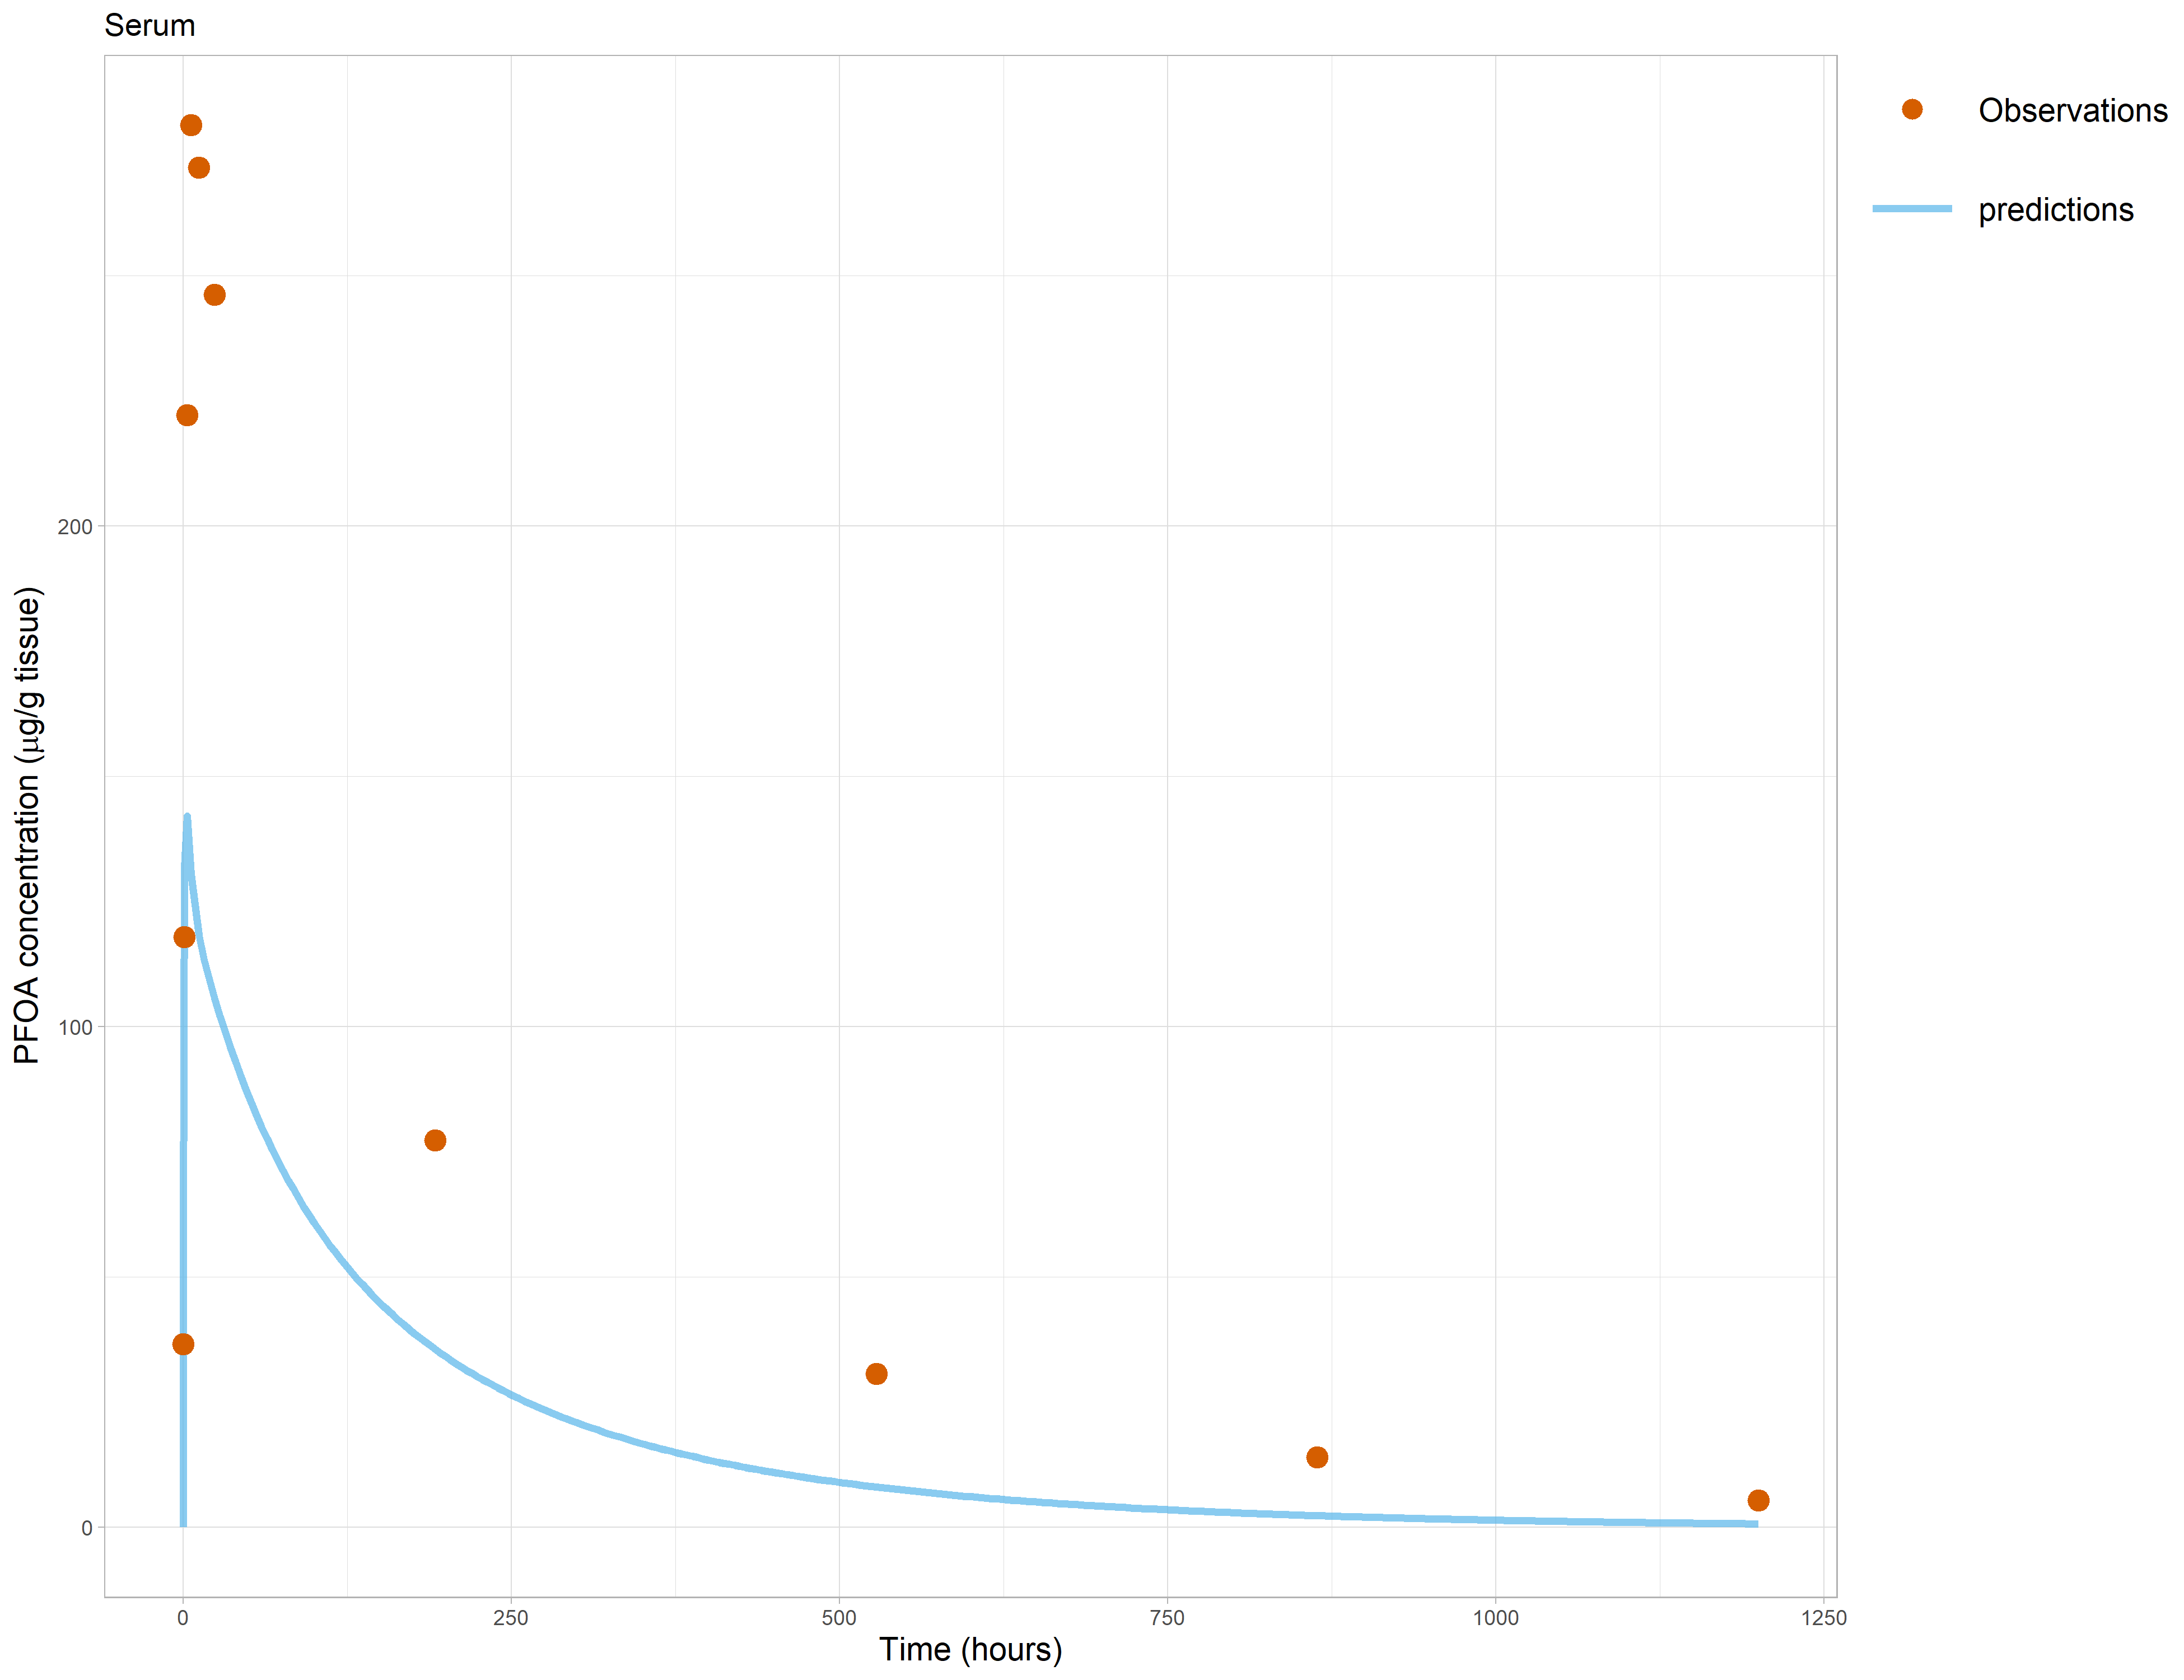 Serum
Observations
predictions
PFOA concentration (μg/g tissue)
200
100
0
0 250 500 750 1000 1250
Time (hours)